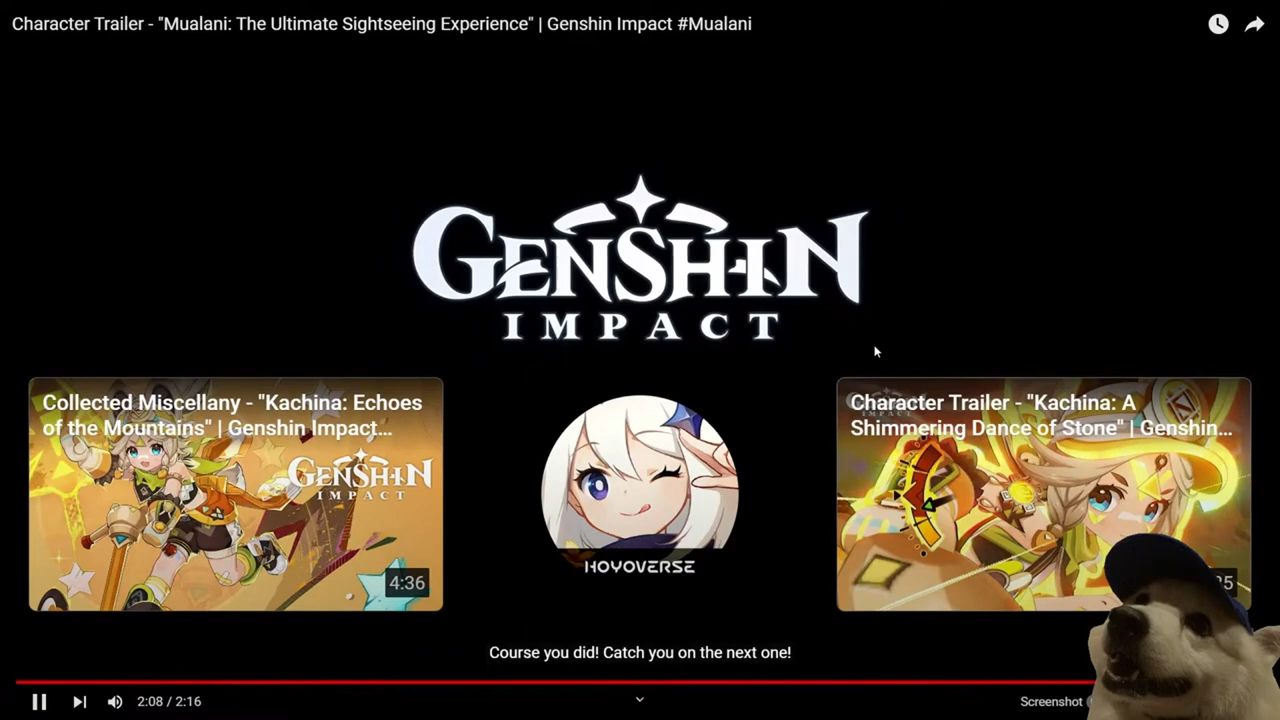 Character Trailer - "Mualani: The Ultimate Sightseeing Experience" | Genshin Impact #Mualani
GENSHIN
IMPACT
Collected Miscellany - "Kachina: Echoes
of the Mountains" | Genshin Impact...
GENSHIN
IMPACT
4:36
HOYOVERSE
IMPACT
Character Trailer - "Kachina: A
Shimmering Dance of Stone" | Genshin...
Course you did! Catch you on the next one!
2:08 / 2:16
Screenshot